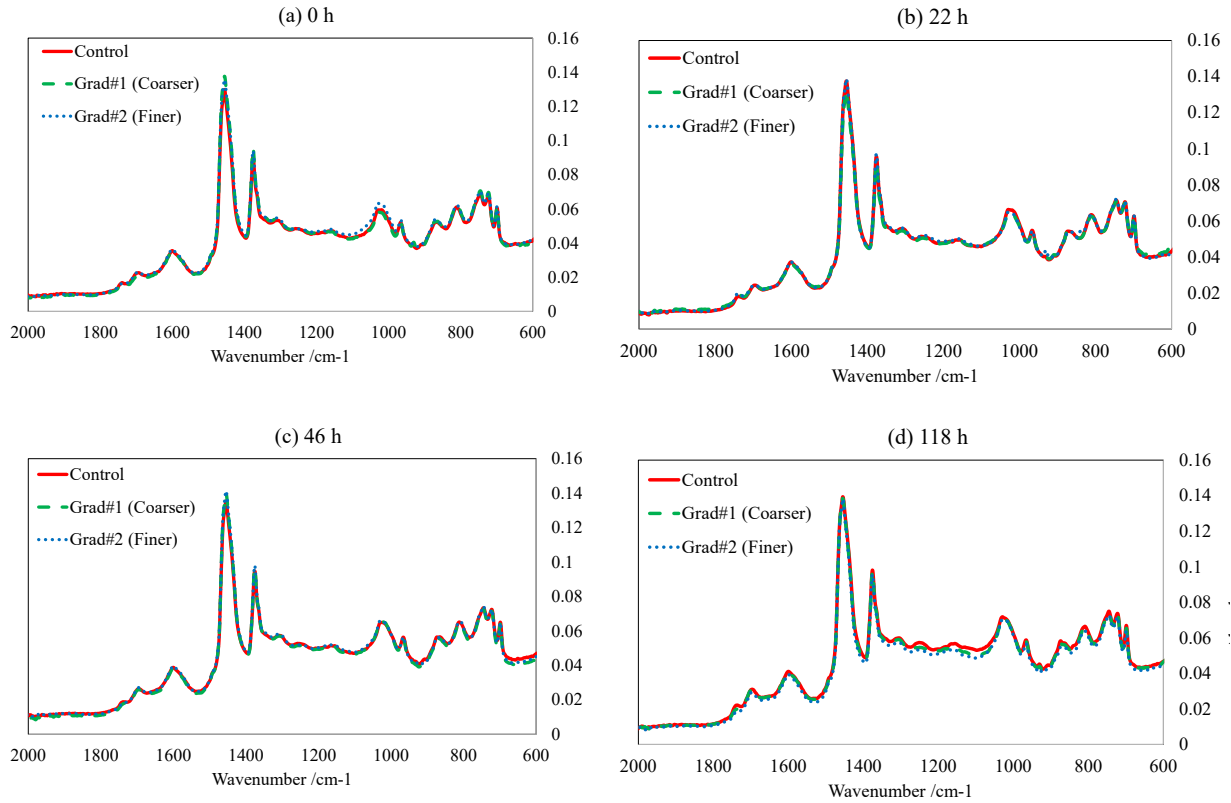 (a) 0 h
Control
Grad#1 (Coarser)
Grad#2 (Finer)
0.16
0.14
0.12
0.1
0.08
0.06
0.04
0.02
0
2000 1800 1600 1400 1200 1000 800 600
Wavenumber /cm-1
(b) 22 h
Control
Grad#1 (Coarser)
Grad#2 (Finer)
0.16
0.14
0.12
0.1
0.08
0.06
0.04
0.02
0
2000 1800 1600 1400 1200 1000 800 600
Wavenumber /cm-1
(c) 46 h
Control
Grad#1 (Coarser)
Grad#2 (Finer)
0.16
0.14
0.12
0.1
0.08
0.06
0.04
0.02
0
2000 1800 1600 1400 1200 1000 800 600
Wavenumber /cm-1
(d) 118 h
Control
Grad#1 (Coarser)
Grad#2 (Finer)
0.16
0.14
0.12
0.1
0.08
0.06
0.04
0.02
0
2000 1800 1600 1400 1200 1000 800 600
Wavenumber /cm-1